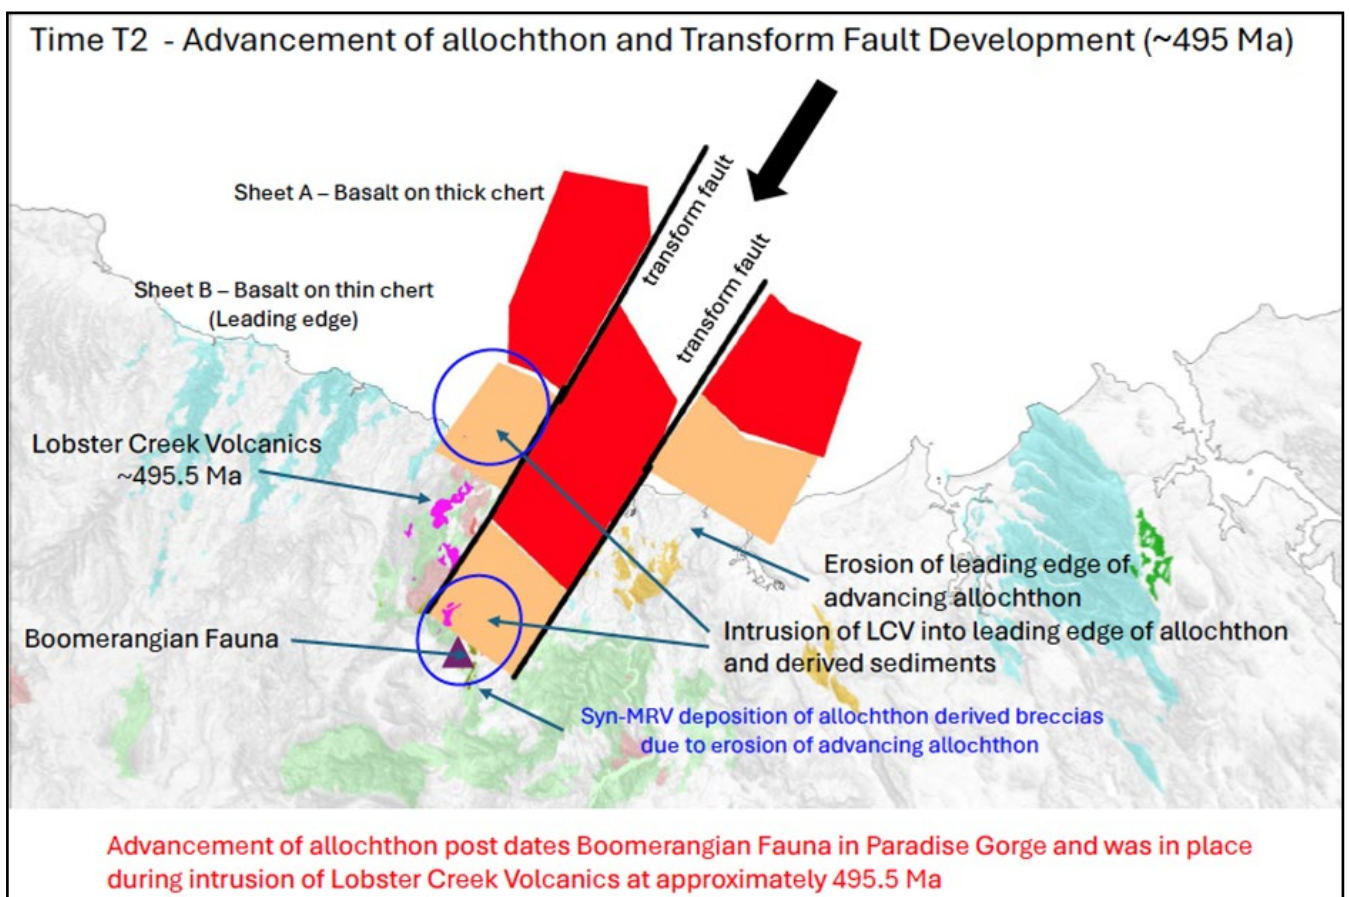 Time T2 - Advancement of allochthon and Transform Fault Development (~495 Ma)
Sheet A – Basalt on thick chert
transform fault
Sheet B – Basalt on thin chert
(Leading edge)
transform fault
Lobster Creek Volcanics
~495.5 Ma
Erosion of leading edge of
advancing allochthon
Boomerangian Fauna
Intrusion of LCV into leading edge of allochthon
and derived sediments
Syn-MRV deposition of allochthon derived breccias
due to erosion of advancing allochthon
Advancement of allochthon post dates Boomerangian Fauna in Paradise Gorge and was in place
during intrusion of Lobster Creek Volcanics at approximately 495.5 Ma